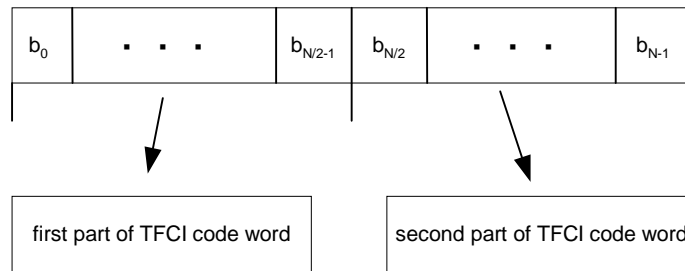 b0 . . . bN/2-1 bN/2 . . . bN-1
first part of TFCI code word second part of TFCI code word